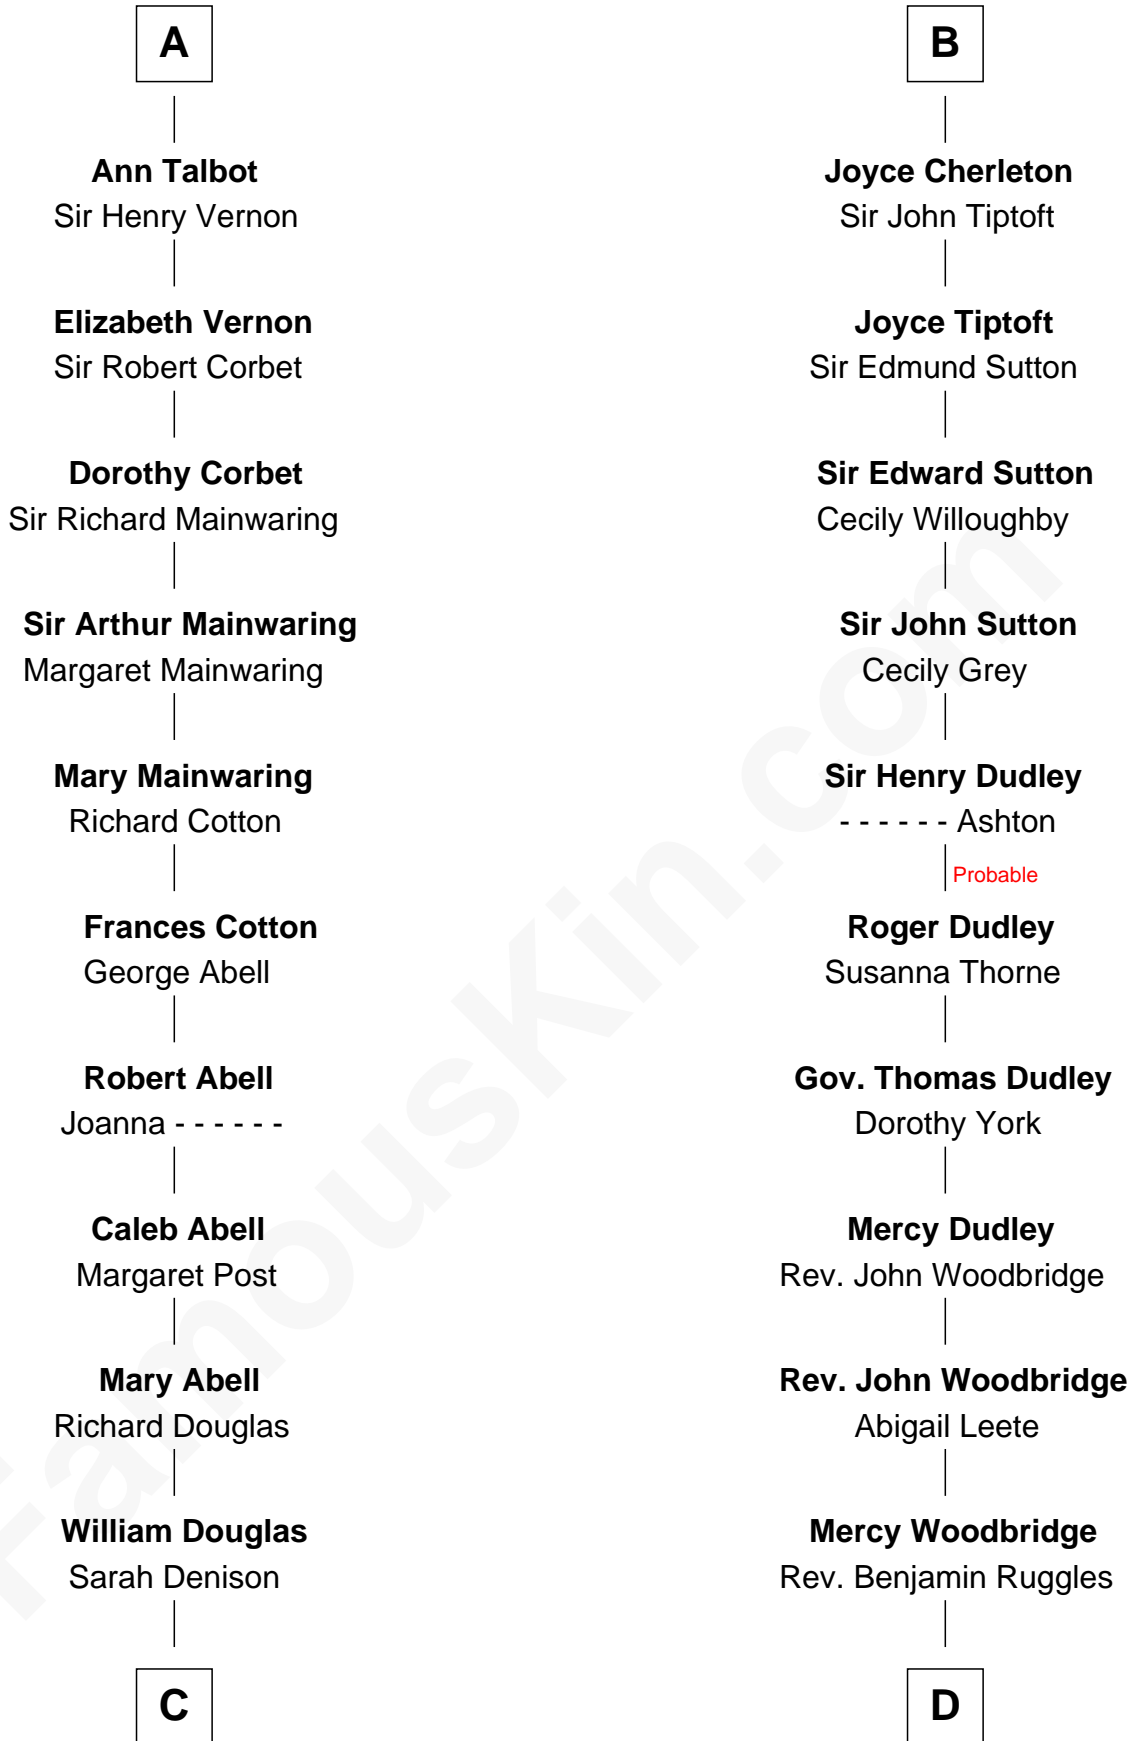 A
Ann Talbot
Sir Henry Vernon
Elizabeth Vernon
Sir Robert Corbet
Dorothy Corbet
Sir Richard Mainwaring
Sir Arthur Mainwaring
Margaret Mainwaring
Mary Mainwaring
Richard Cotton
Frances Cotton
George Abell
Robert Abell
Joanna - - - - - -
Caleb Abell
Margaret Post
Mary Abell
Richard Douglas
William Douglas
Sarah Denison
C
B
Joyce Cherleton
Sir John Tiptoft
Joyce Tiptoft
Sir Edmund Sutton
Sir Edward Sutton
Cecily Willoughby
Sir John Sutton
Cecily Grey
Sir Henry Dudley
- - - - - - Ashton
Probable
Roger Dudley
Susanna Thorne
Gov. Thomas Dudley
Dorothy York
Mercy Dudley
Rev. John Woodbridge
Rev. John Woodbridge
Abigail Leete
Mercy Woodbridge
Rev. Benjamin Ruggles
D
FamousKin.com